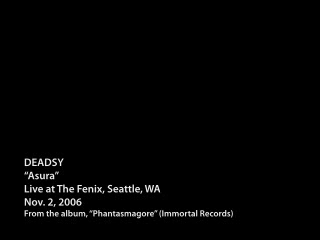 DEADSY
“Asura”
Live at The Fenix, Seattle, WA
Nov. 2, 2006
From the album, “Phantasmagore” (Immortal Records)